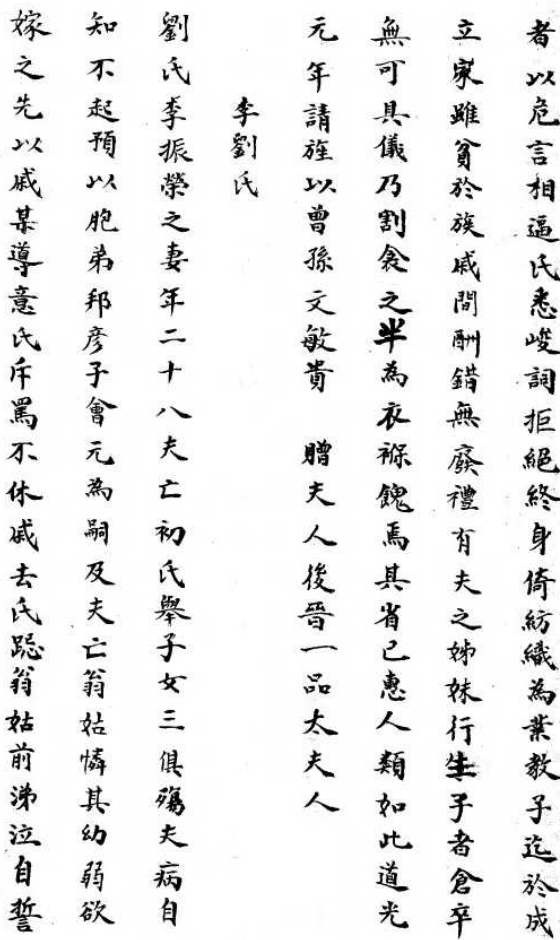 者以危言相逼氏悉峻詞拒絕終身倚紡織為業教子迄於成
立家雖貧於族戚間酬錯無廢禮有夫之姊妹行生子者倉卒
無可具儀乃割衾之半為衣褓餽焉其省己惠人類如此道光
元年請旌以曾孫文敏貴　贈夫人後晉一品太夫人
李劉氏
劉氏李振榮之妻年二十八夫亡初氏舉子女三俱殤夫病自
知不起預以胞弟邦彥子會元為嗣及夫亡翁姑憐其幼弱欲
嫁之先以戚某導意氏斥罵不休戚去氏跽翁姑前涕泣自誓